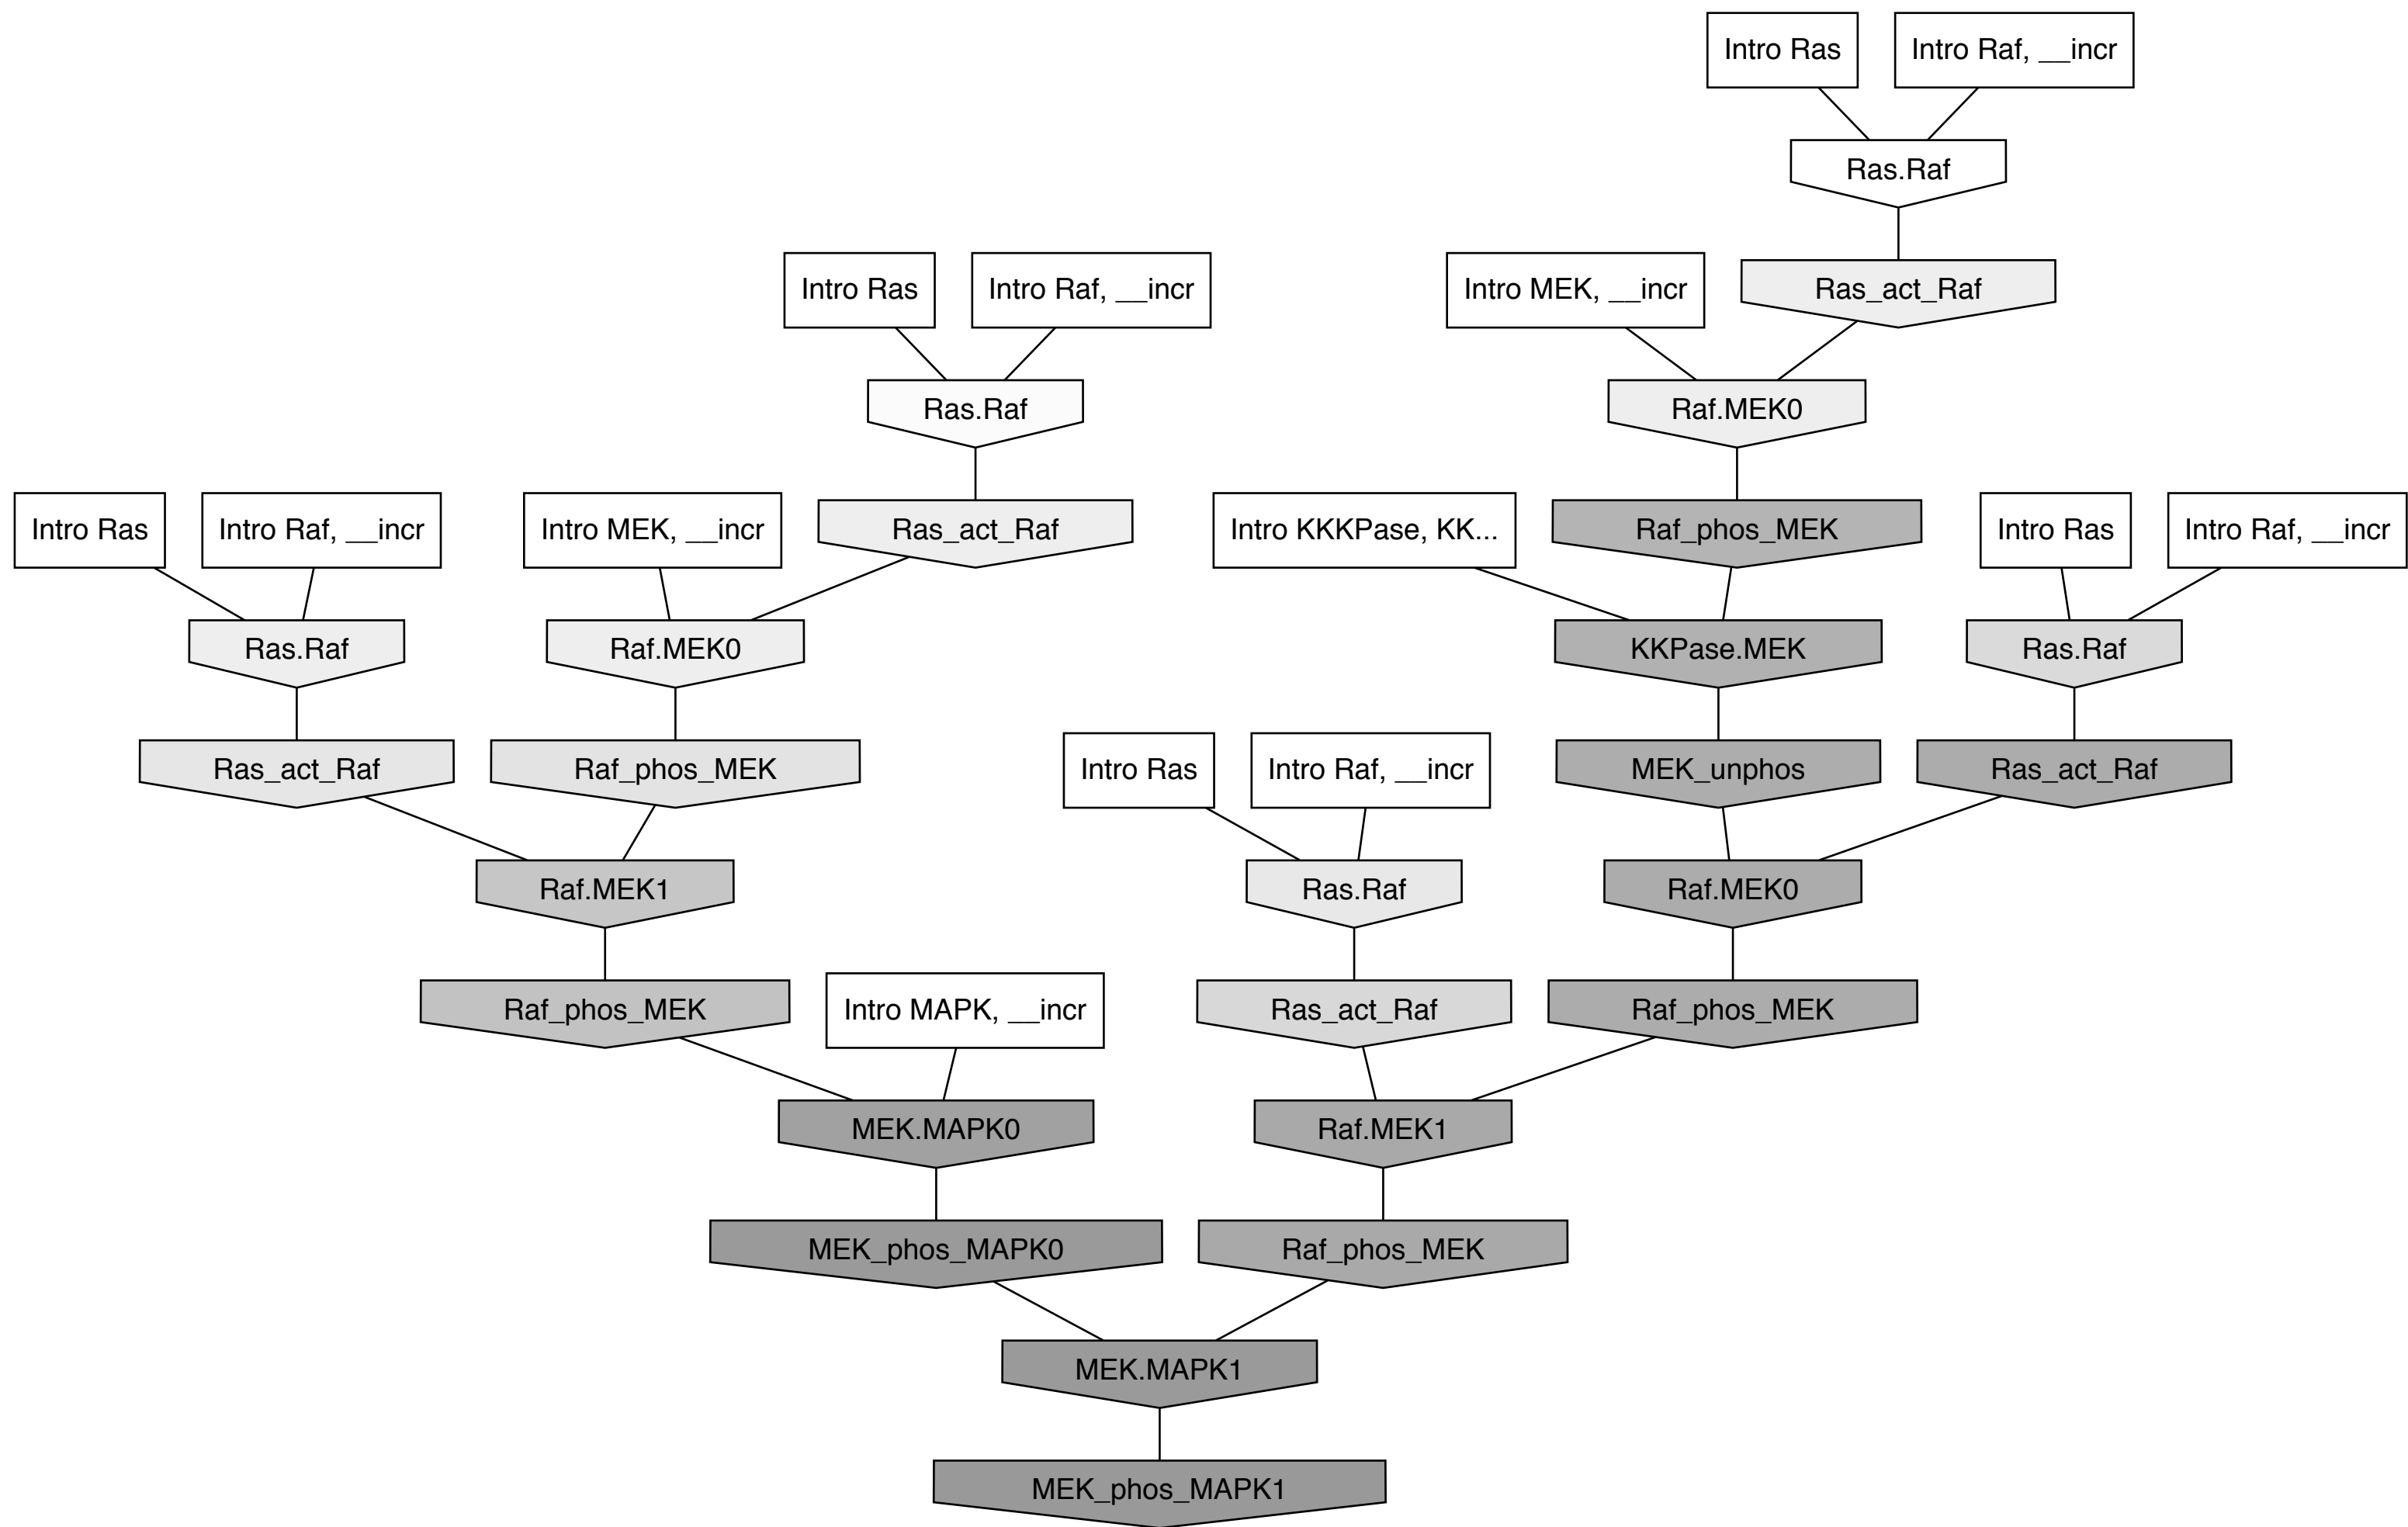 Intro Ras
Intro Raf, __incr
Ras.Raf
Intro Ras
Intro Raf, __incr
Intro MEK, __incr
Ras_act_Raf
Ras.Raf
Raf.MEK0
Intro Ras
Intro Raf, __incr
Intro MEK, __incr
Ras_act_Raf
Intro KKKPase, KK...
Raf_phos_MEK
Intro Ras
Intro Raf, __incr
Ras.Raf
Raf.MEK0
KKPase.MEK
Ras.Raf
Ras_act_Raf
Raf_phos_MEK
Intro Ras
Intro Raf, __incr
MEK_unphos
Ras_act_Raf
Raf.MEK1
Ras.Raf
Raf.MEK0
Raf_phos_MEK
Intro MAPK, __incr
Ras_act_Raf
Raf_phos_MEK
MEK.MAPK0
Raf.MEK1
MEK_phos_MAPK0
Raf_phos_MEK
MEK.MAPK1
MEK_phos_MAPK1